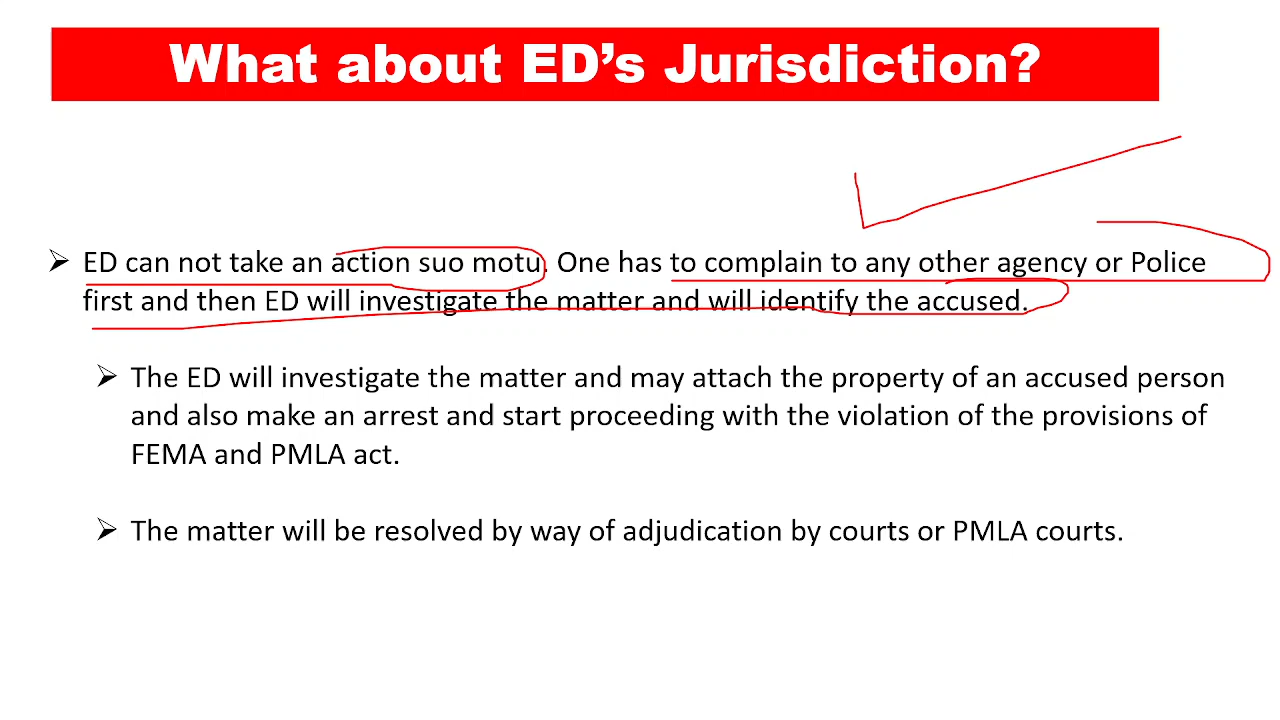 What about ED’s Jurisdiction?
➢ ED can not take an action suo motu. One has to complain to any other agency or Police
first and then ED will investigate the matter and will identify the accused.
➢ The ED will investigate the matter and may attach the property of an accused person
and also make an arrest and start proceeding with the violation of the provisions of
FEMA and PMLA act.
➢ The matter will be resolved by way of adjudication by courts or PMLA courts.